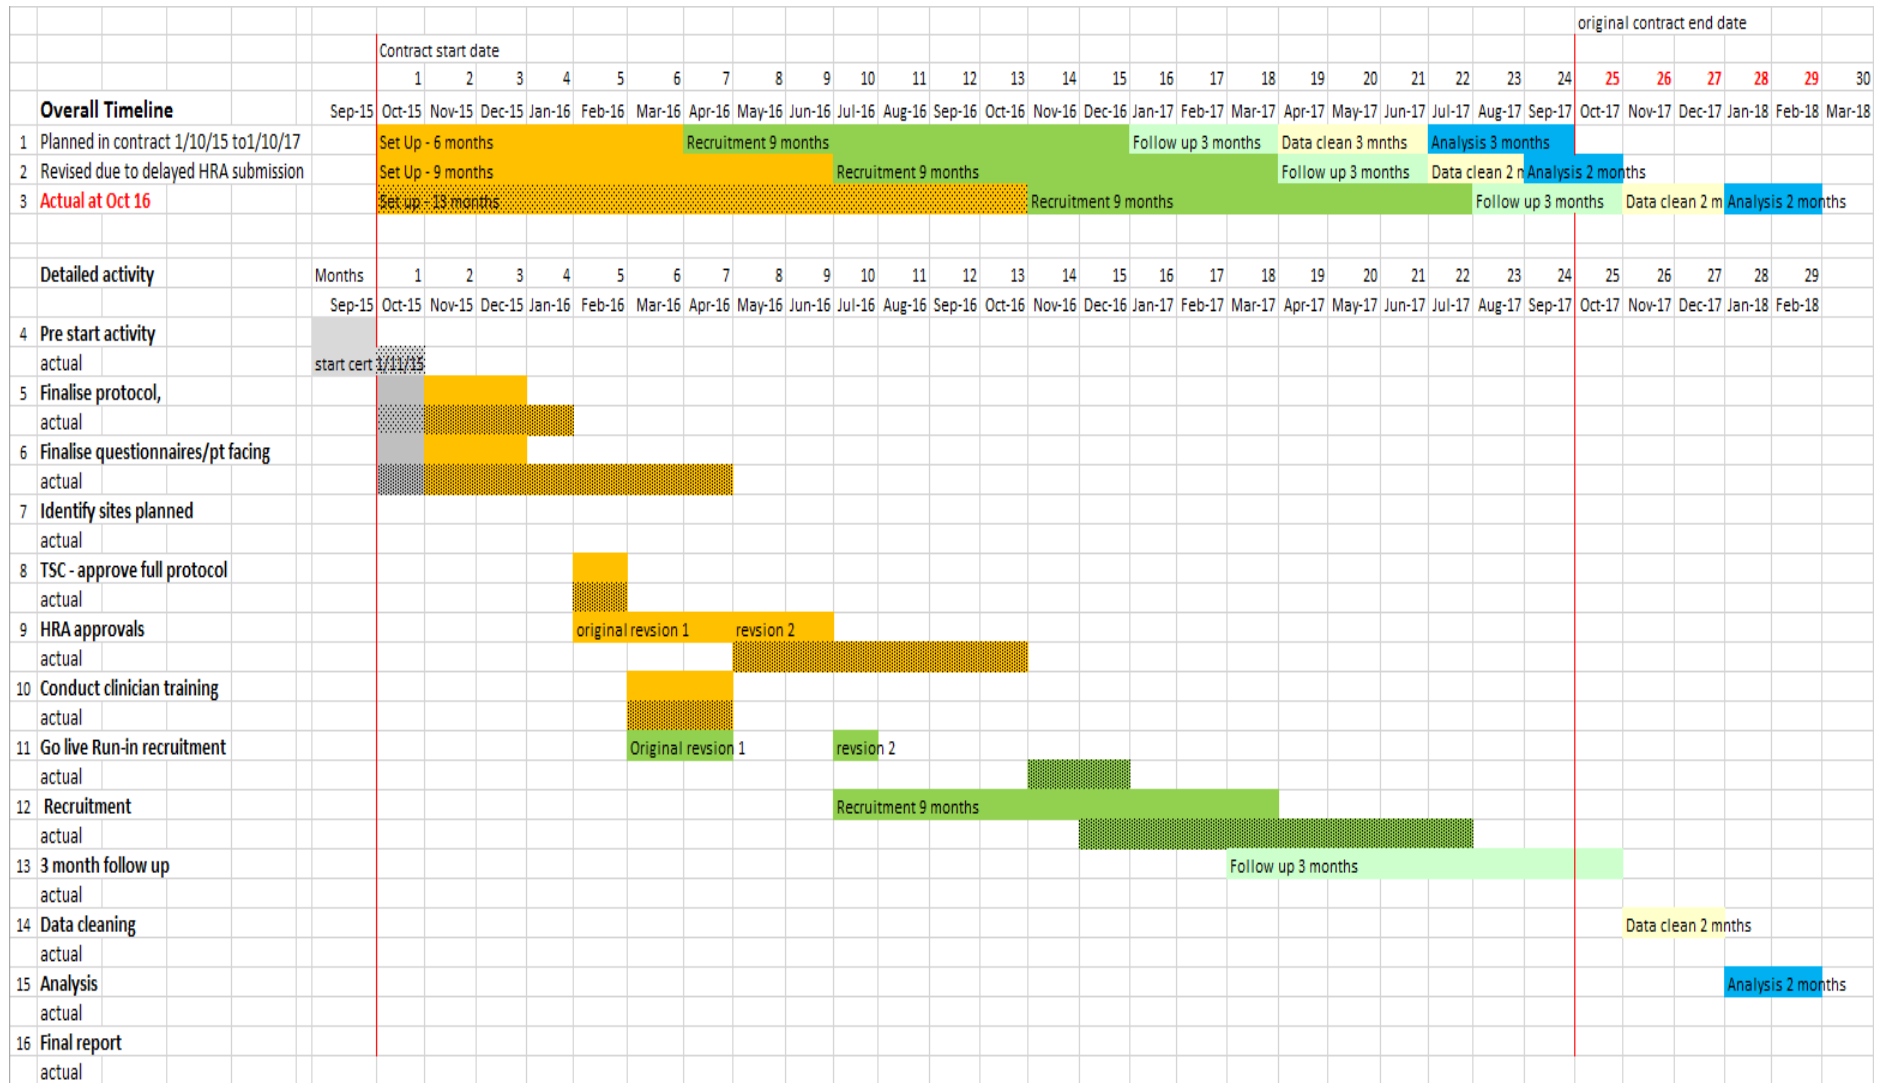 original contract end date
Contract start date
1 2 3 4 5 6 7 8 9 10 11 12 13 14 15 16 17 18 19 20 21 22 23 24 25 26 27 28 29 30
Overall Timeline Sep-15 Oct-15 Nov-15 Dec-15 Jan-16 Feb-16 Mar-16 Apr-16 May-16 Jun-16 Jul-16 Aug-16 Sep-16 Oct-16 Nov-16 Dec-16 Jan-17 Feb-17 Mar-17 Apr-17 May-17 Jun-17 Jul-17 Aug-17 Sep-17 Oct-17 Nov-17 Dec-17 Jan-18 Feb-18 Mar-18
1 Planned in contract 1/10/15 to1/10/17 Set Up - 6 months Recruitment 9 months Follow up 3 months Data clean 3 mnths Analysis 3 months
2 Revised due to delayed HRA submission Set Up - 9 months Recruitment 9 months Follow up 3 months Data clean 2 n Analysis 2 months
3 Actual at Oct 16 Set up - 13 months Recruitment 9 months Follow up 3 months Data clean 2 m Analysis 2 months
Detailed activity Months 1 2 3 4 5 6 7 8 9 10 11 12 13 14 15 16 17 18 19 20 21 22 23 24 25 26 27 28 29
Sep-15 Oct-15 Nov-15 Dec-15 Jan-16 Feb-16 Mar-16 Apr-16 May-16 Jun-16 Jul-16 Aug-16 Sep-16 Oct-16 Nov-16 Dec-16 Jan-17 Feb-17 Mar-17 Apr-17 May-17 Jun-17 Jul-17 Aug-17 Sep-17 Oct-17 Nov-17 Dec-17 Jan-18 Feb-18
4 Pre start activity
actual start cert 1/11/15
5 Finalise protocol,
actual
6 Finalise questionnaires/pt facing
actual
7 Identify sites planned
actual
8 TSC - approve full protocol
actual
9 HRA approvals original revsion 1 revsion 2
actual
10 Conduct clinician training
actual
11 Go live Run-in recruitment Original revsion 1 revsion 2
actual
12 Recruitment Recruitment 9 months
actual
13 3 month follow up Follow up 3 months
actual
14 Data cleaning Data clean 2 mnths
actual
15 Analysis Analysis 2 months
actual
16 Final report
actual